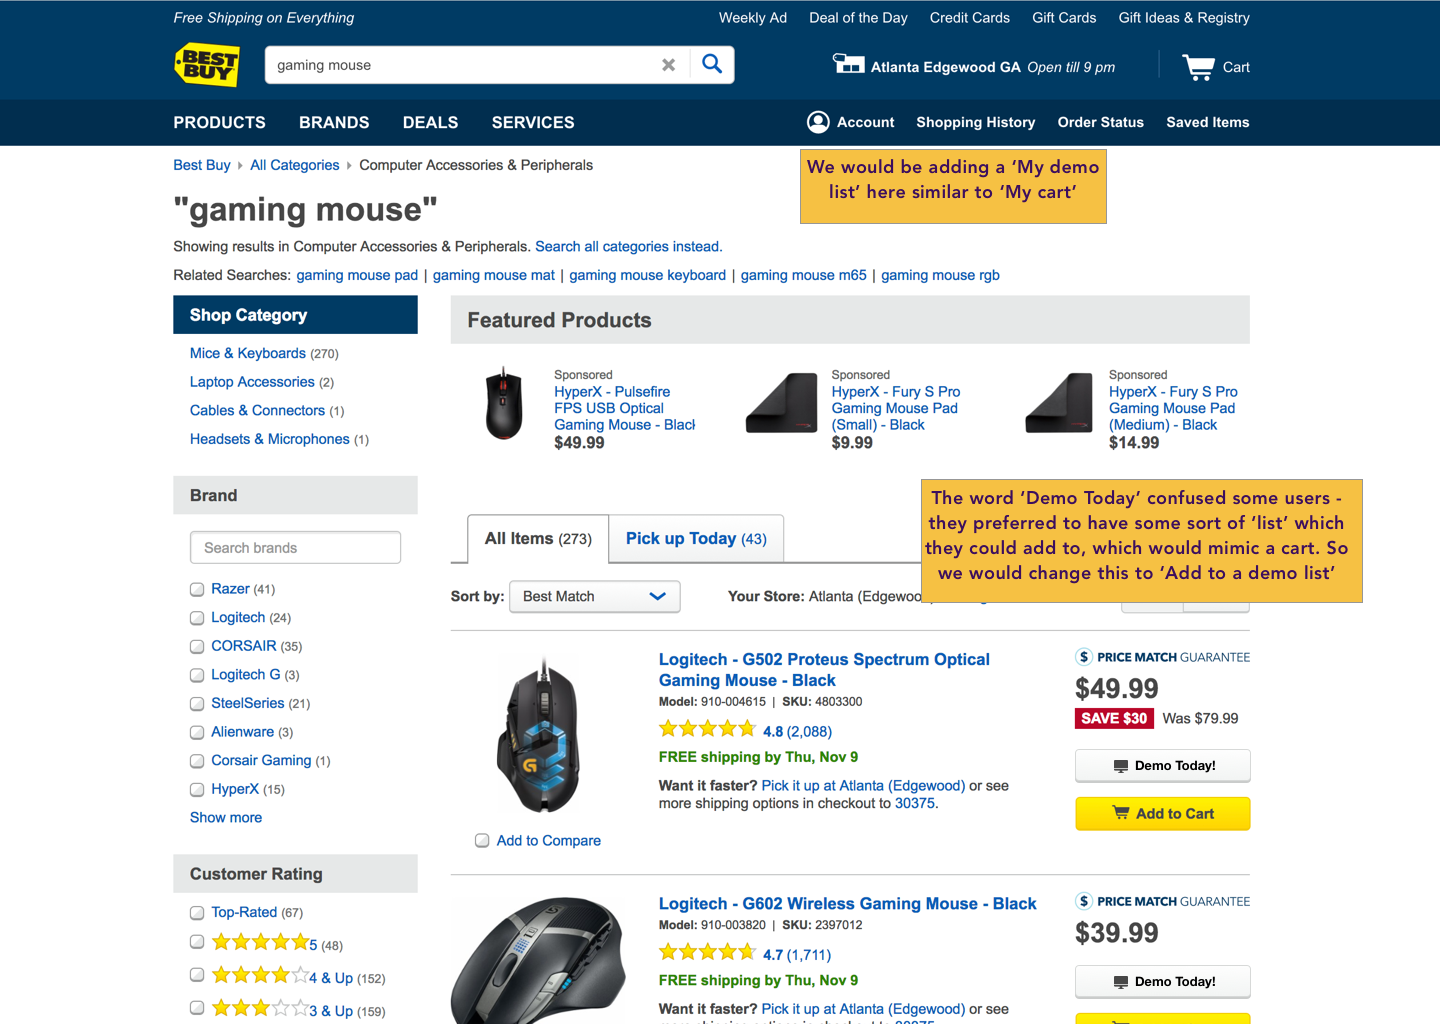 Free Shipping on Everything
Weekly Ad Deal of the Day Credit Cards Gift Cards Gift Ideas & Registry
BEST BUY
gaming mouse
Atlanta Edgewood GA Open till 9 pm
Cart
PRODUCTS BRANDS DEALS SERVICES
Account Shopping History Order Status Saved Items
Best Buy All Categories Computer Accessories & Peripherals
We would be adding a ‘My demo
list’ here similar to ‘My cart’
"gaming mouse"
Showing results in Computer Accessories & Peripherals. Search all categories instead.
Related Searches: gaming mouse pad | gaming mouse mat | gaming mouse keyboard | gaming mouse m65 | gaming mouse rgb
Shop Category
Mice & Keyboards (270)
Laptop Accessories (2)
Cables & Connectors (1)
Headsets & Microphones (1)
Brand
Search brands
Razer (41)
Logitech (24)
CORSAIR (35)
Logitech G (3)
SteelSeries (21)
Alienware (3)
Corsair Gaming (1)
HyperX (15)
Show more
Customer Rating
Top-Rated (67)
5 (48)
4 & Up (152)
3 & Up (159)
Featured Products
Sponsored
HyperX - Pulsefire
FPS USB Optical
Gaming Mouse - Black
$49.99
Sponsored
HyperX - Fury S Pro
Gaming Mouse Pad
(Small) - Black
$9.99
Sponsored
HyperX - Fury S Pro
Gaming Mouse Pad
(Medium) - Black
$14.99
The word ‘Demo Today’ confused some users -
they preferred to have some sort of ‘list’ which
they could add to, which would mimic a cart. So
we would change this to ‘Add to a demo list’
All Items (273) Pick up Today (43)
Sort by: Best Match
Your Store: Atlanta
Logitech - G502 Proteus Spectrum Optical
Gaming Mouse - Black
Model: 910-004615 | SKU: 4803300
4.8 (2,088)
FREE shipping by Thu, Nov 9
Want it faster? Pick it up at Atlanta (Edgewood) or see
more shipping options in checkout to 30375.
Add to Compare
PRICE MATCH GUARANTEE
$49.99
SAVE $30 Was $79.99
Demo Today!
Add to Cart
Logitech - G602 Wireless Gaming Mouse - Black
Model: 910-003820 | SKU: 2397012
4.7 (1,711)
FREE shipping by Thu, Nov 9
Want it faster? Pick it up at Atlanta (Edgewood) or see
PRICE MATCH GUARANTEE
$39.99
Demo Today!